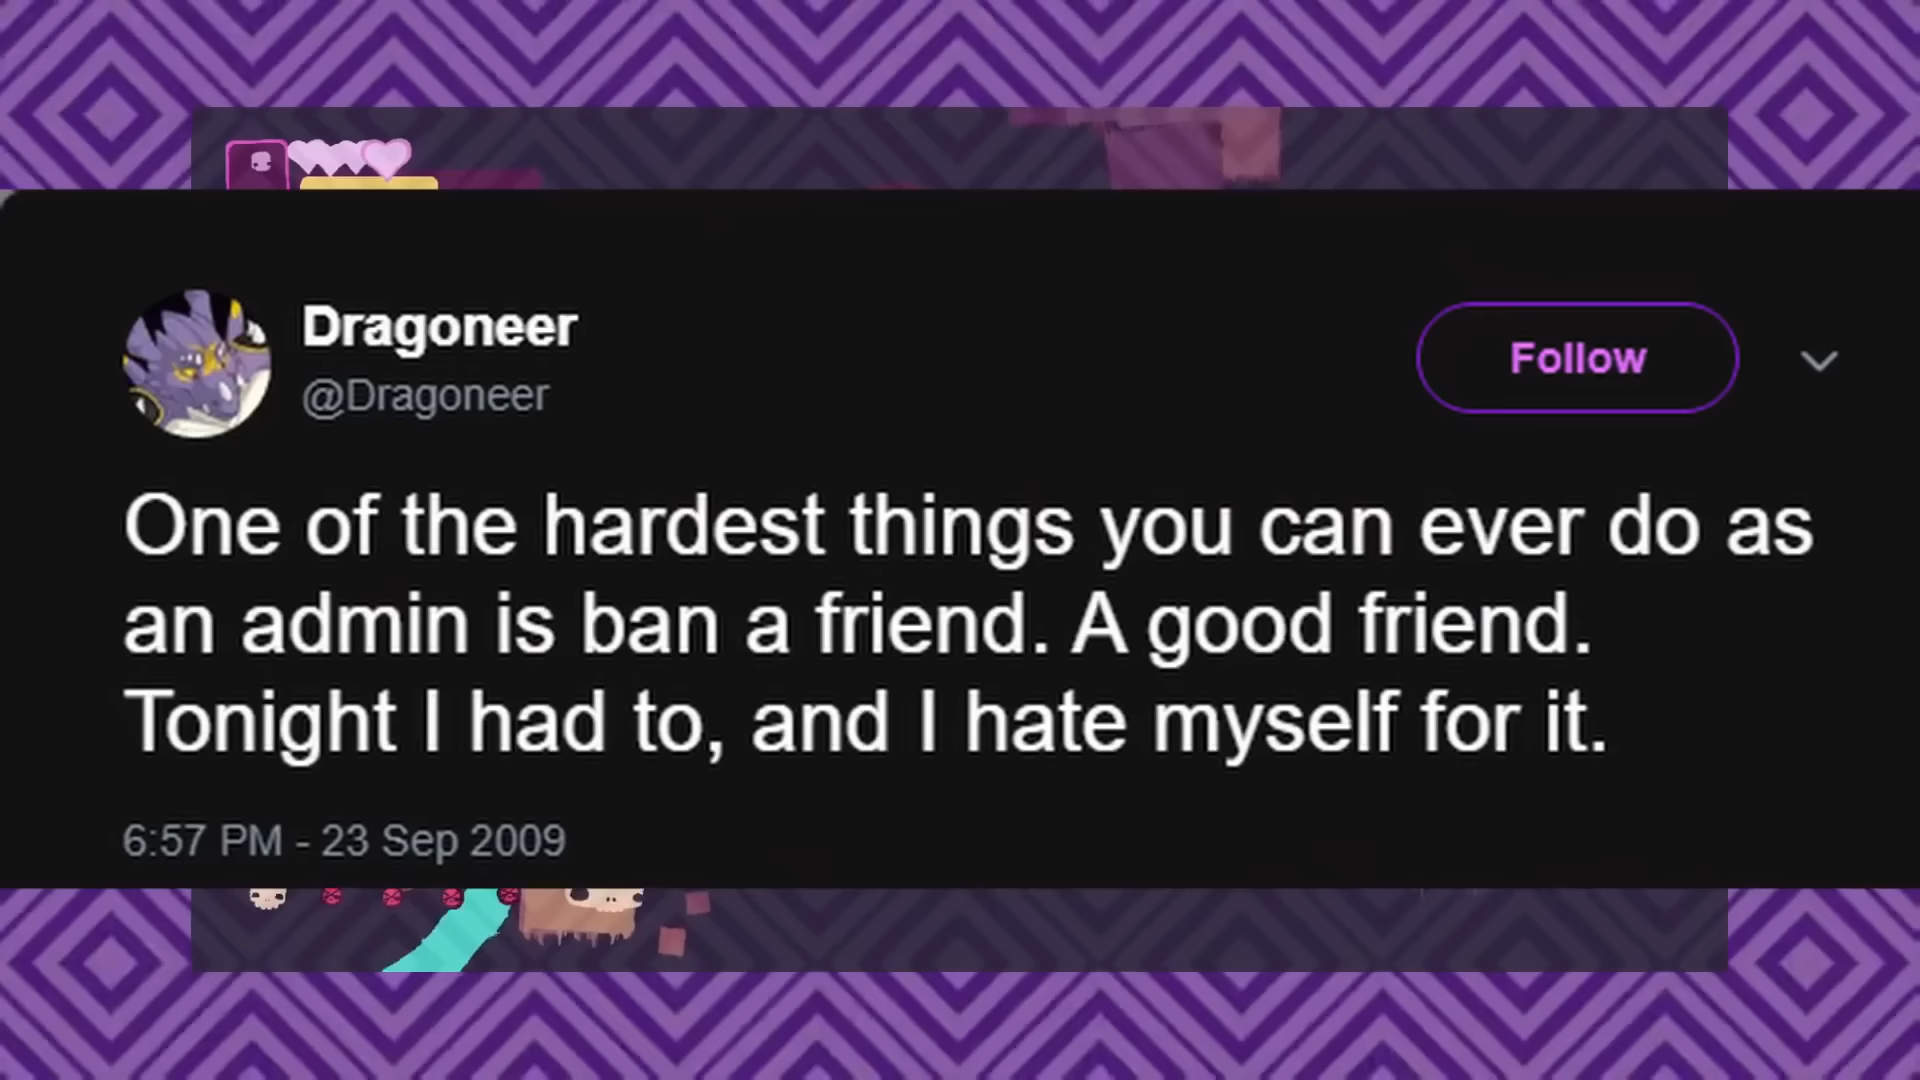 Dragoneer
@Dragoneer
Follow
One of the hardest things you can ever do as
an admin is ban a friend. A good friend.
Tonight I had to, and I hate myself for it.
6:57 PM - 23 Sep 2009